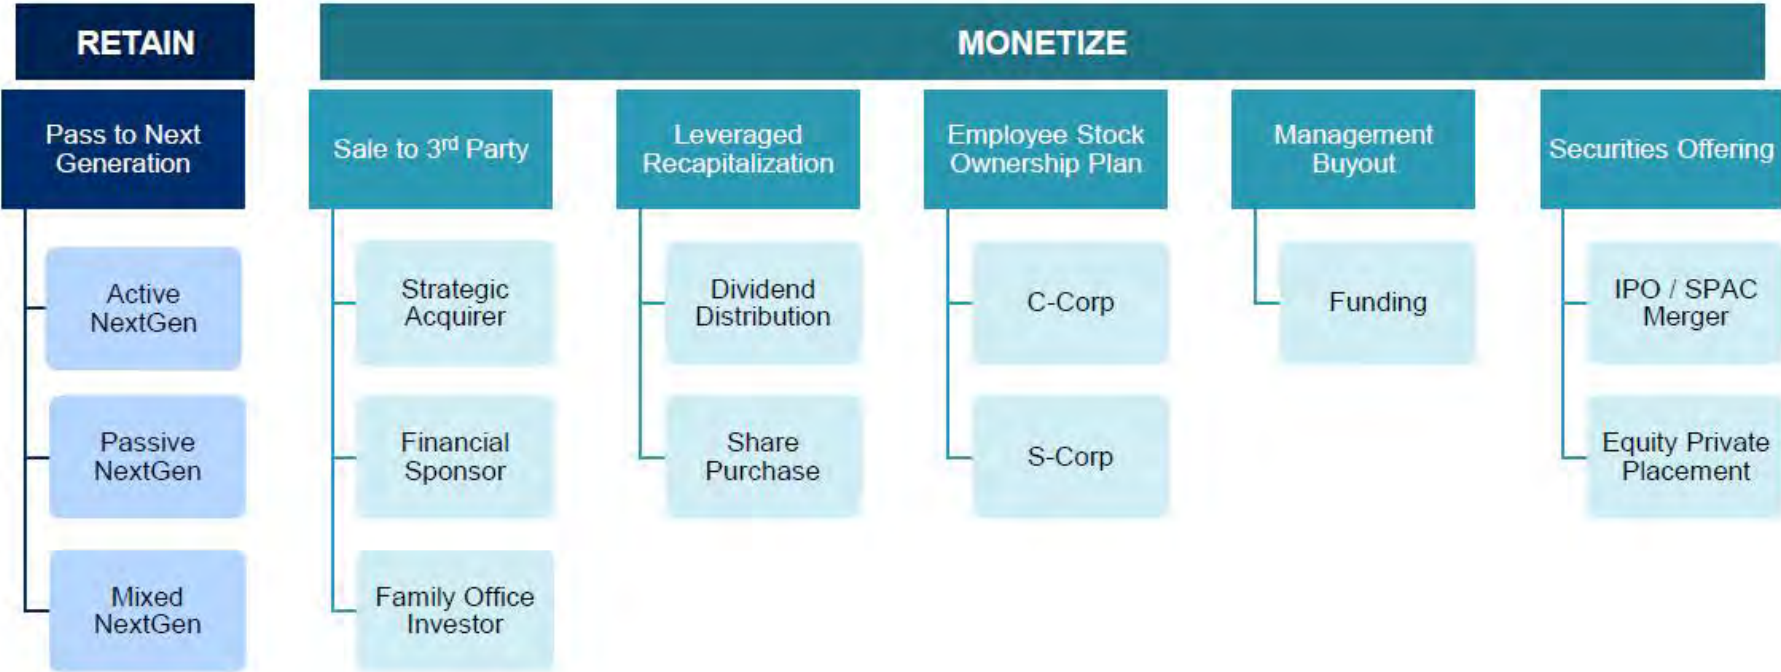 RETAIN
MONETIZE
Pass to Next
Generation
Active
NextGen
Passive
NextGen
Mixed
NextGen
Sale to 3rd Party
Strategic
Acquirer
Financial
Sponsor
Family Office
Investor
Leveraged
Recapitalization
Dividend
Distribution
Share
Purchase
Employee Stock
Ownership Plan
C-Corp
S-Corp
Management
Buyout
Funding
Securities Offering
IPO / SPAC
Merger
Equity Private
Placement